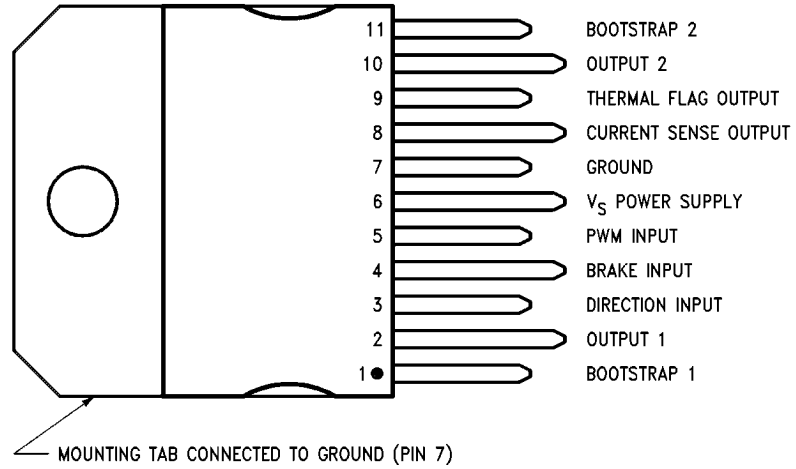 11 BOOTSTRAP 2
10 OUTPUT 2
9 THERMAL FLAG OUTPUT
8 CURRENT SENSE OUTPUT
7 GROUND
6 VS POWER SUPPLY
5 PWM INPUT
4 BRAKE INPUT
3 DIRECTION INPUT
2 OUTPUT 1
1 BOOTSTRAP 1
MOUNTING TAB CONNECTED TO GROUND (PIN 7)